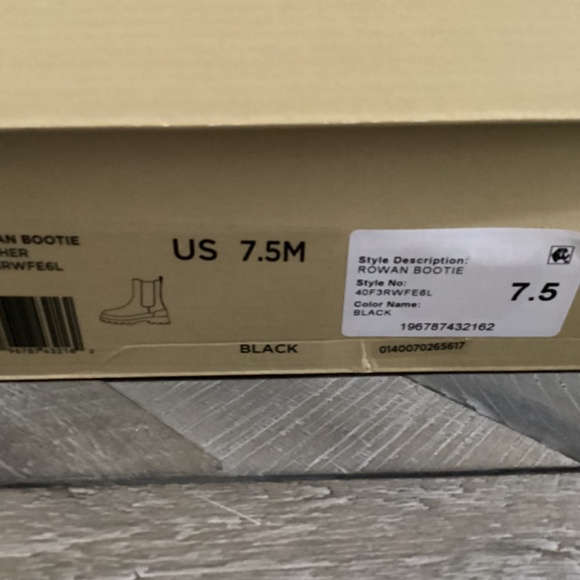 AN BOOTIE
HER
RWFE6L
US 7.5M
BLACK
Style Description:
ROWAN BOOTIE
Style No:
40F3RWFE6L
7.5
Color Name:
BLACK
196787432162
0140070265617